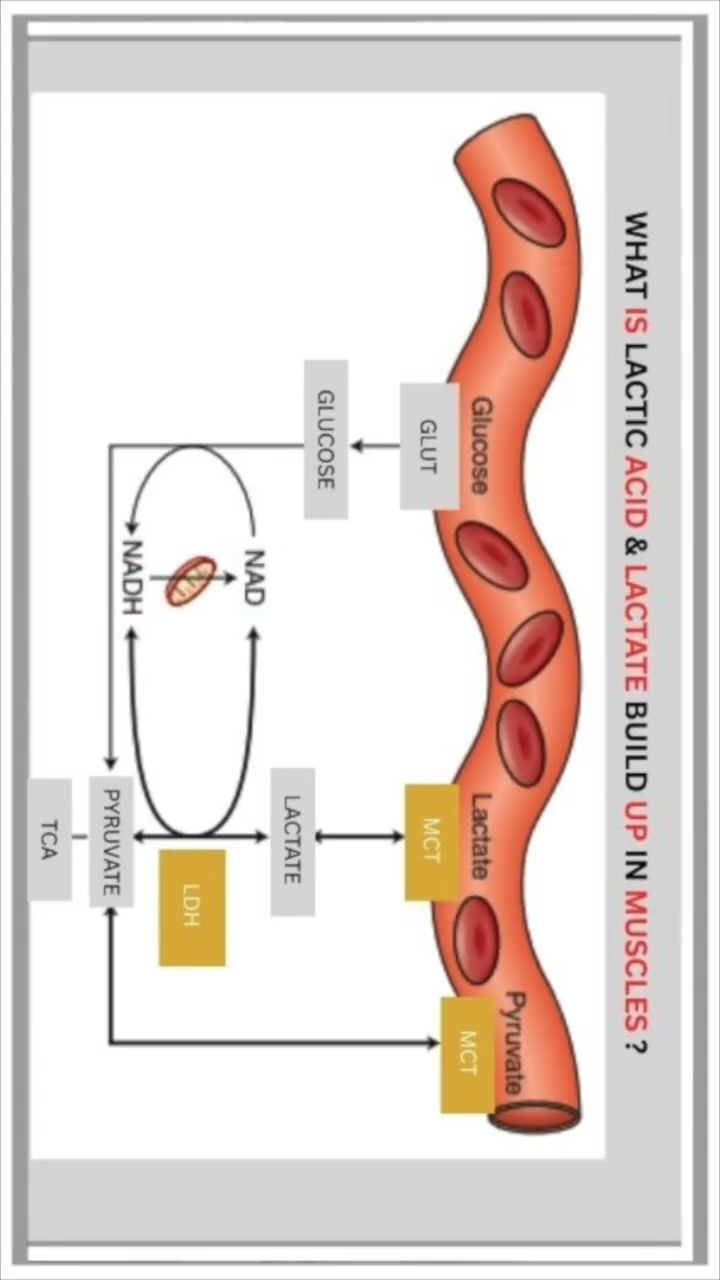 WHAT IS LACTIC ACID & LACTATE BUILD UP IN MUSCLES ?
Glucose
Lactate
Pyruvate
GLUT
MCT
MCT
GLUCOSE
NAD
NADH
LACTATE
LDH
PYRUVATE
TCA